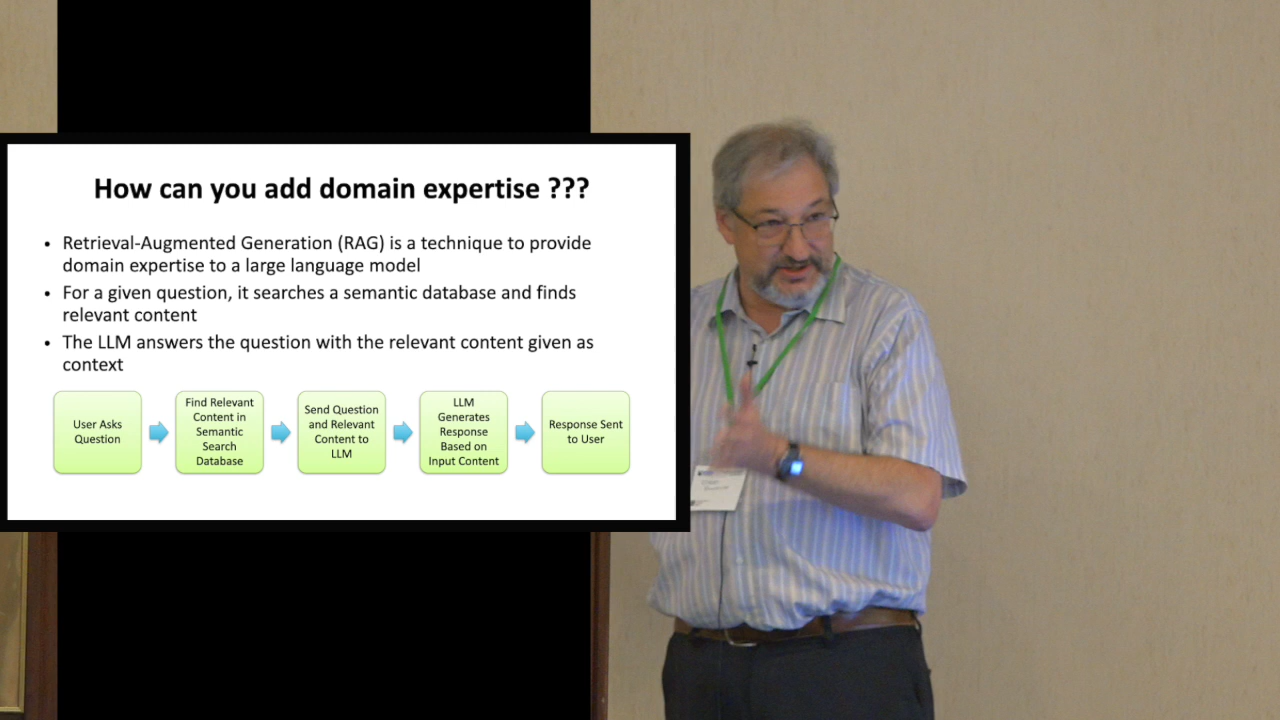 How can you add domain expertise ???
• Retrieval-Augmented Generation (RAG) is a technique to provide
domain expertise to a large language model
• For a given question, it searches a semantic database and finds
relevant content
• The LLM answers the question with the relevant content given as
context
User Asks
Question
Find Relevant
Content in
Semantic
Search
Database
Send Question
and Relevant
Content to
LLM
LLM
Generates
Response
Based on
Input Content
Response Sent
to User